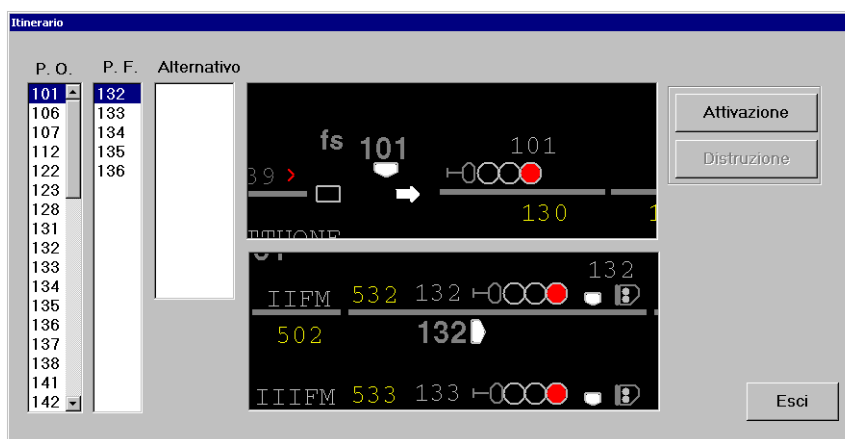 Itinerario
P. O. P. F. Alternativo
101 132
106 133
107 134
112 135
122 136
123
128
131
132
133
134
135
136
137
138
141
142
fs 101 101
39 >
130 1
132
IIFM 532 132
502 132
IIIFM 533 133
Attivazione
Distruzione
Esci